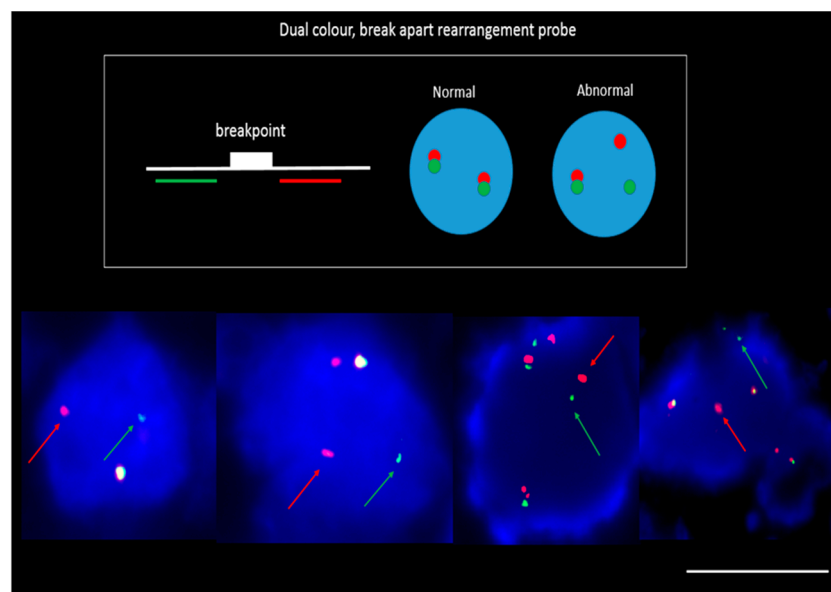 Dual colour, break apart rearrangement probe
breakpoint
Normal
Abnormal